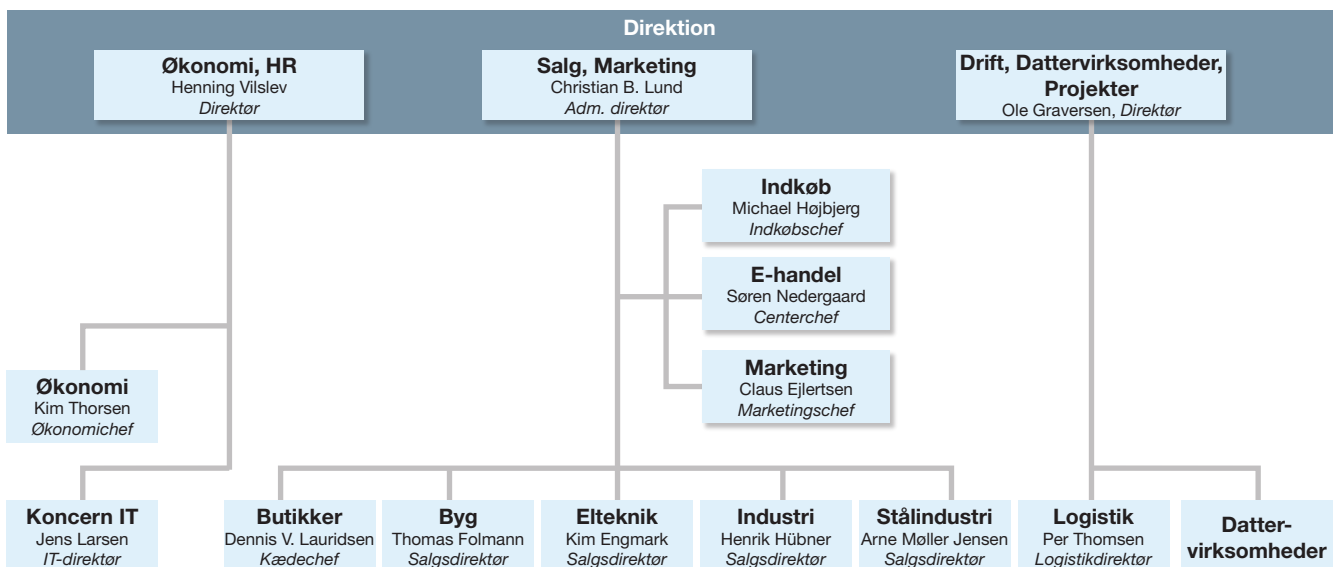 Direktion
Økonomi, HR
Henning Vilslev
Direktør
Salg, Marketing
Christian B. Lund
Adm. direktør
Drift, Dattervirksomheder,
Projekter
Ole Graversen, Direktør
Indkøb
Michael Højbjerg
Indkøbschef
E-handel
Søren Nedergaard
Centerchef
Marketing
Claus Ejlertsen
Marketingschef
Økonomi
Kim Thorsen
Økonomichef
Koncern IT
Jens Larsen
IT-direktør
Butikker
Dennis V. Lauridsen
Kædechef
Byg
Thomas Folmann
Salgsdirektør
Elteknik
Kim Engmark
Salgsdirektør
Industri
Henrik Hübner
Salgsdirektør
Stålindustri
Arne Møller Jensen
Salgsdirektør
Logistik
Per Thomsen
Logistikdirektør
Datter-
virksomheder